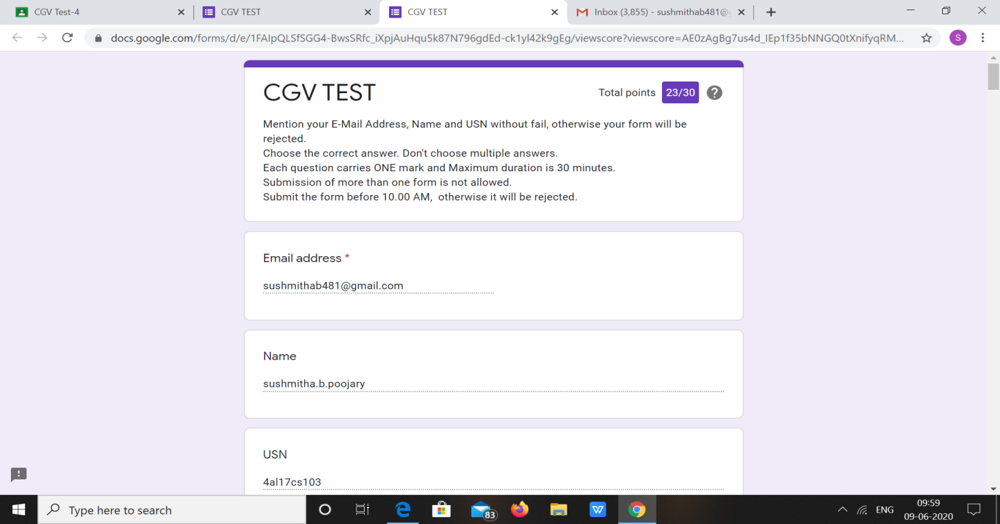 CGV Test-4
CGV TEST
CGV TEST
Inbox (3,855) - sushmithab481@g
docs.google.com/forms/d/e/1FAIpQLSfSGG4-BwsSRfc_iXpjAuHqu5k87N796gdEd-ck1yl42k9gEg/viewscore?viewscore=AE0zAgBg7us4d_IEp1f35bNNGQ0tXnifyqRM...
S
CGV TEST
Total points 23/30
Mention your E-Mail Address, Name and USN without fail, otherwise your form will be
rejected.
Choose the correct answer. Don't choose multiple answers.
Each question carries ONE mark and Maximum duration is 30 minutes.
Submission of more than one form is not allowed.
Submit the form before 10.00 AM,  otherwise it will be rejected.
Email address *
sushmithab481@gmail.com
Name
sushmitha.b.poojary
USN
4al17cs103
Type here to search
83
W
ENG
09:59
09-06-2020